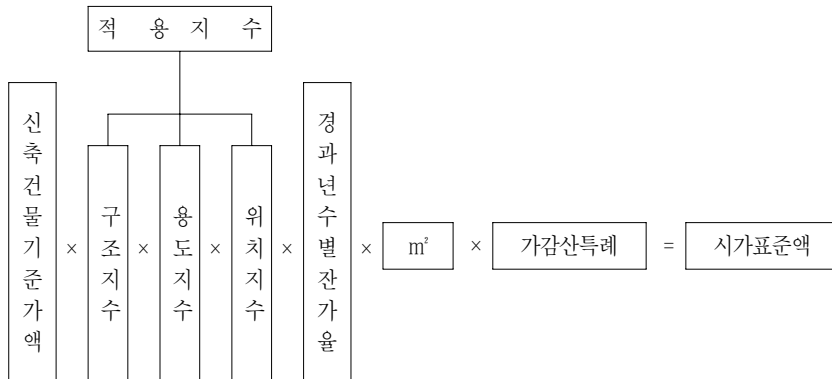 적 용 지 수
신축건물기준가액 × 구조지수 × 용도지수 × 위치지수 × 경과년수별잔가율 × ㎡ × 가감산특례 = 시가표준액